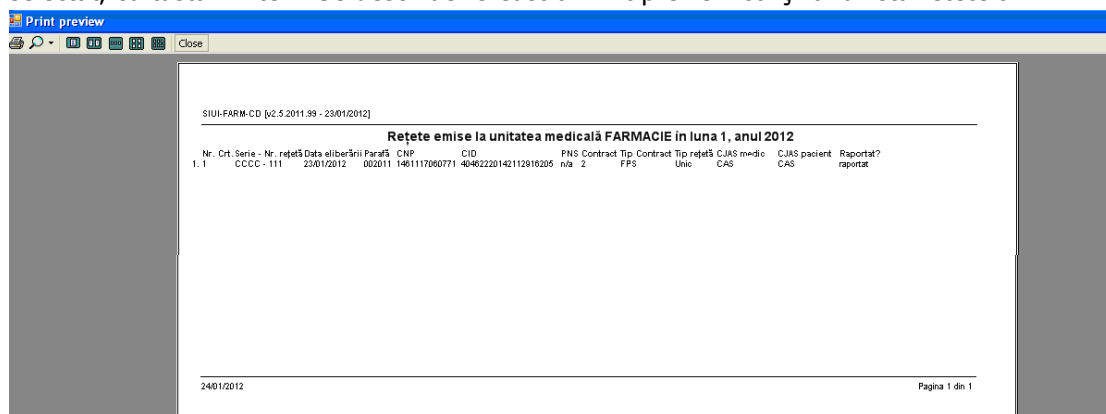 Print preview
Close
SIUI-FARM-CD [v2.5.2011.99 - 23/01/2012]
Rețete emise la unitatea medicală FARMACIE în luna 1, anul 2012
Nr. Crt. Serie - Nr. rețetă Data eliberării Parafă CNP CID PNS Contract Tip Contract Tip rețetă CJAS medic CJAS pacient Raportat?
1. 1 CCCC - 111 23/01/2012 002011 1461117060771 40462220142112916205 n/a 2 FPS Unic CAS CAS raportat
24/01/2012 Pagina 1 din 1